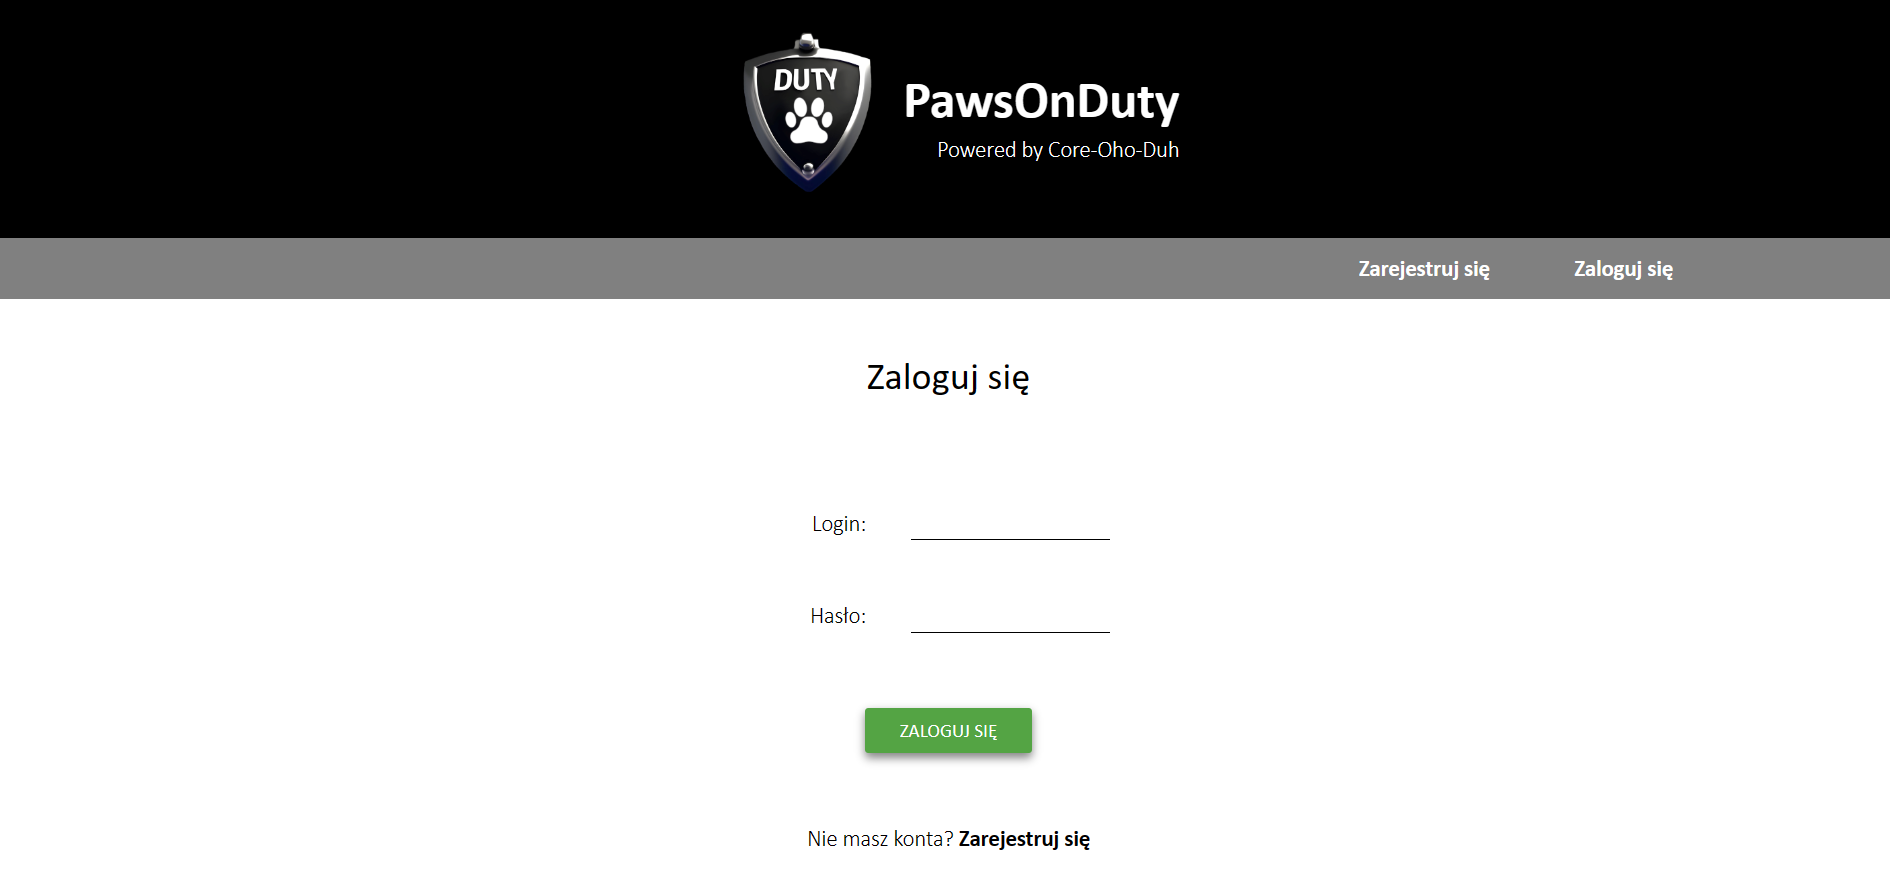 DUTY
PawsOnDuty
Powered by Core-Oho-Duh
Zarejestruj się Zaloguj się
Zaloguj się
Login:
Hasło:
ZALOGUJ SIĘ
Nie masz konta? Zarejestruj się